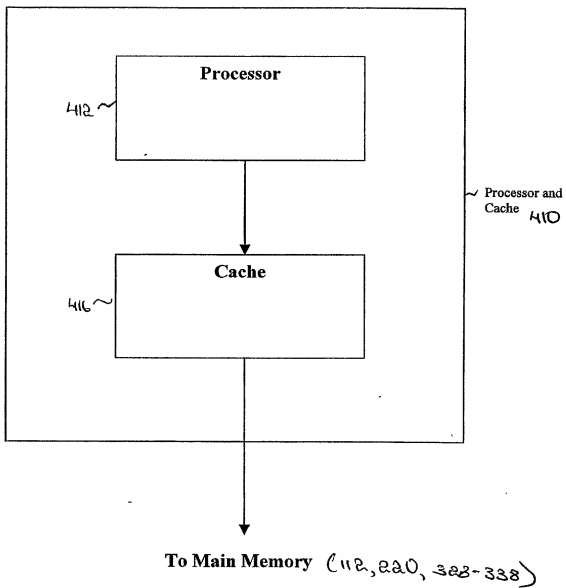 Processor
412
Processor and
Cache 410
Cache
416
To Main Memory (112, 220, 328-338)